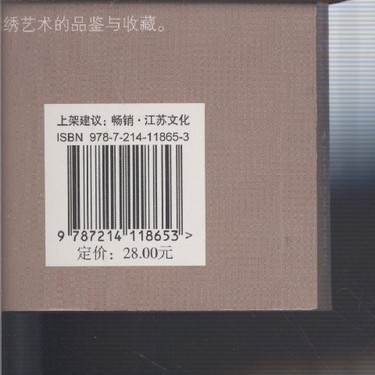 绣艺术的品鉴与收藏。
上架建议：畅销·江苏文化
ISBN 978-7-214-11865-3
9 787214 118653 >
定价：28.00元